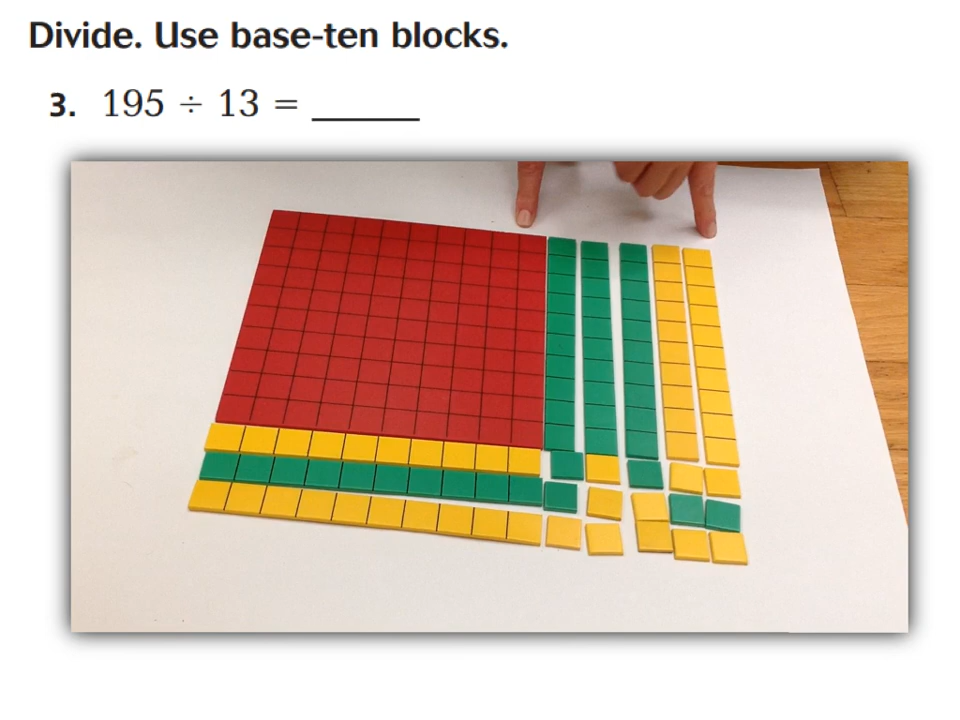 Divide. Use base-ten blocks.
3. 195 ÷ 13 = ______